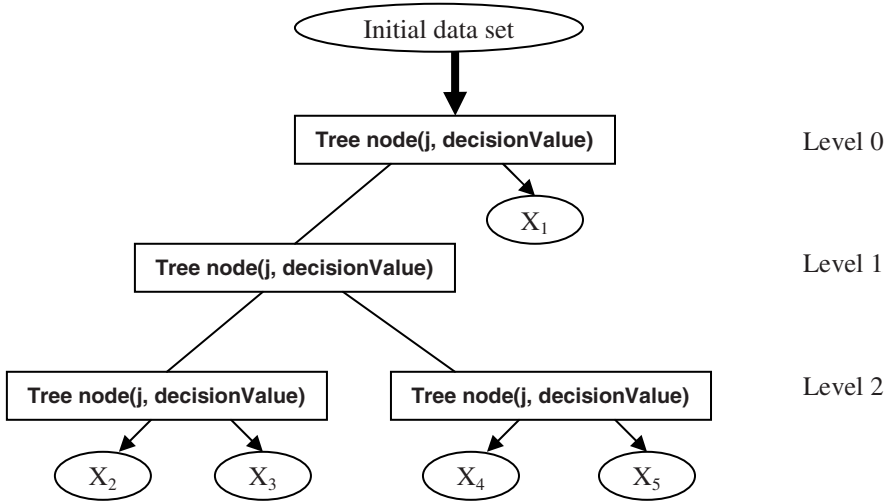 Initial data set
Tree node(j, decisionValue)
Level 0
X₁
Tree node(j, decisionValue)
Level 1
Tree node(j, decisionValue)
Tree node(j, decisionValue)
Level 2
X₂
X₃
X₄
X₅